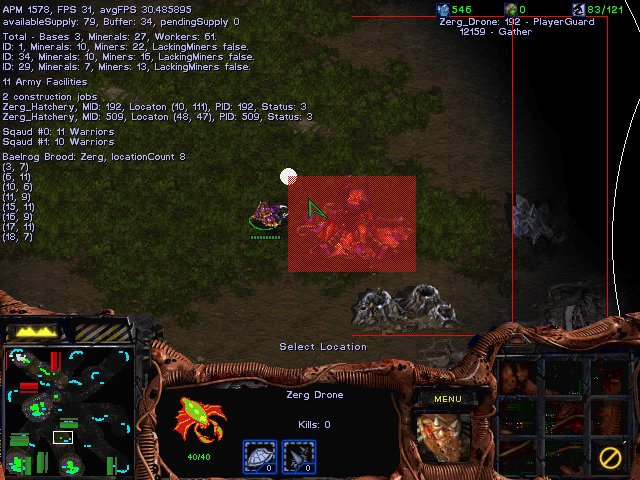 APM 1578, FPS 31, avgFPS 30.485895
availableSupply: 79, Buffer: 34, pendingSupply 0
546
0
83/121
Zerg_Drone: 192 - PlayerGuard
12159 - Gather
Total - Bases 3, Minerals: 27, Workers: 61.
ID: 1, Minerals: 10, Miners: 22, LackingMiners false.
ID: 34, Minerals: 10, Miners: 16, LackingMiners false.
ID: 29, Minerals: 7, Miners: 13, LackingMiners false.
11 Army Facilities
2 construction jobs
Zerg_Hatchery, MID: 192, Locaton (10, 111), PID: 192, Status: 3
Zerg_Hatchery, MID: 509, Locaton (48, 47), PID: 509, Status: 3
Sqaud #0: 11 Warriors
Sqaud #1: 10 Warriors
Baelrog Brood: Zerg, locationCount 8
(3, 7)
(6, 11)
(10, 6)
(11, 9)
(15, 11)
(16, 9)
(17, 11)
(18, 7)
Select Location
Zerg Drone
Kills: 0
40/40
0
0
MENU